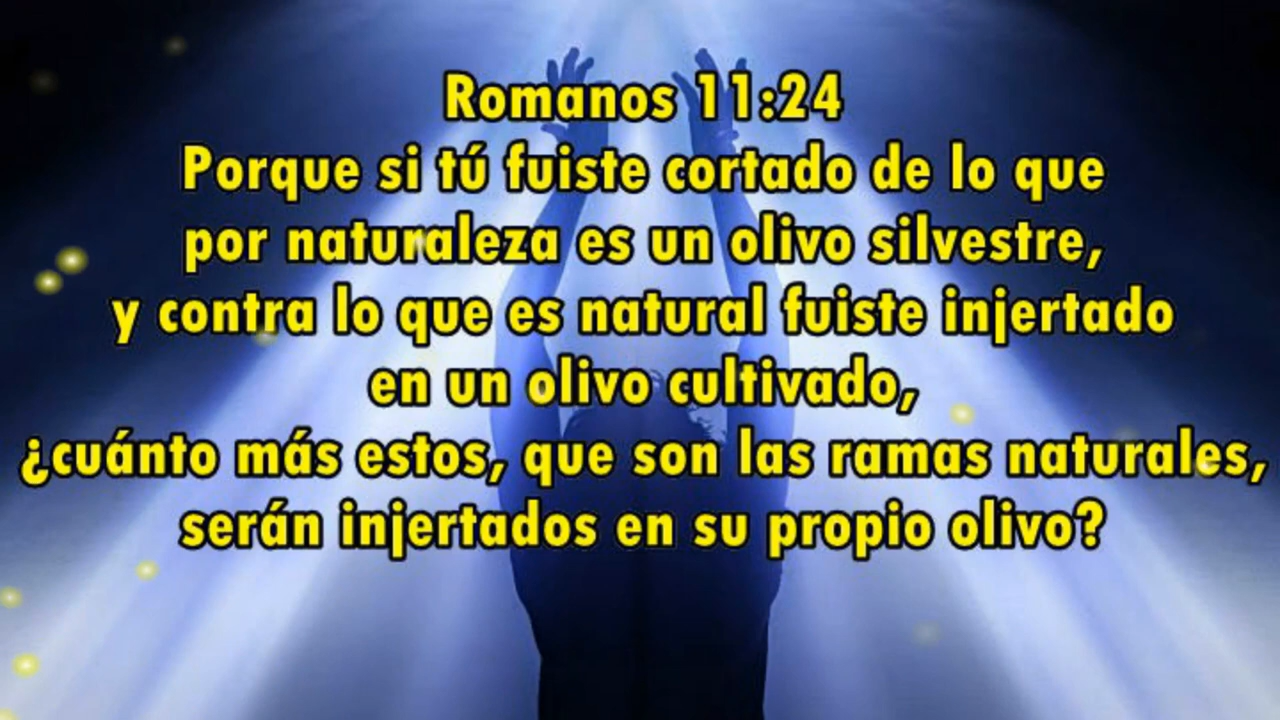 Romanos 11:24
Porque si tú fuiste cortado de lo que
por naturaleza es un olivo silvestre,
y contra lo que es natural fuiste injertado
en un olivo cultivado,
¿cuánto más estos, que son las ramas naturales,
serán injertados en su propio olivo?